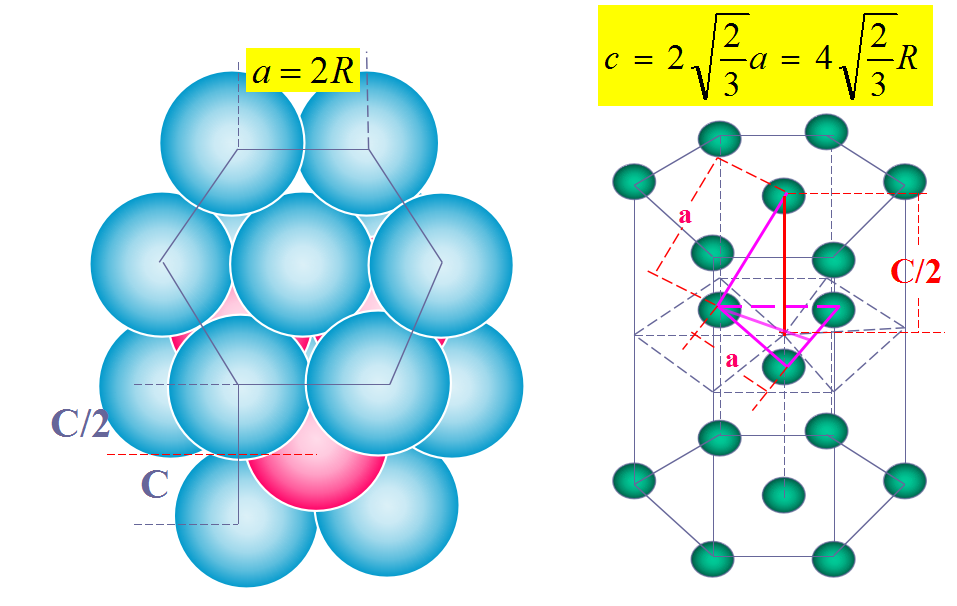 a = 2R
c = 2√(2/3)a = 4√(2/3)R
a
C/2
a
C/2
C